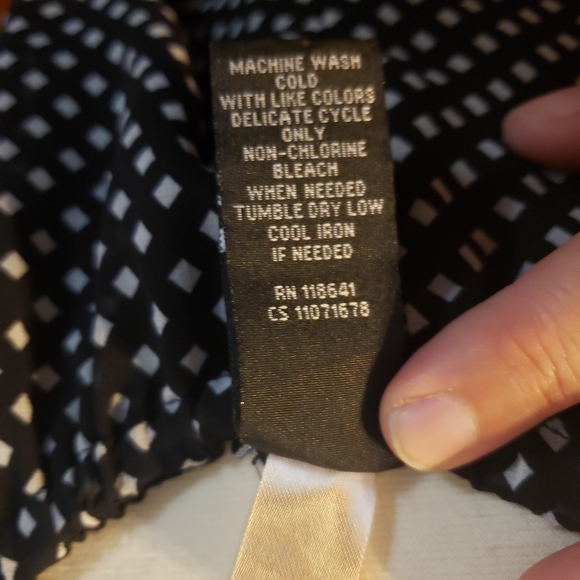 MACHINE WASH
COLD
WITH LIKE COLORS
DELICATE CYCLE
ONLY
NON-CHLORINE
BLEACH
WHEN NEEDED
TUMBLE DRY LOW
COOL IRON
IF NEEDED
RN 118641
CS 11071678